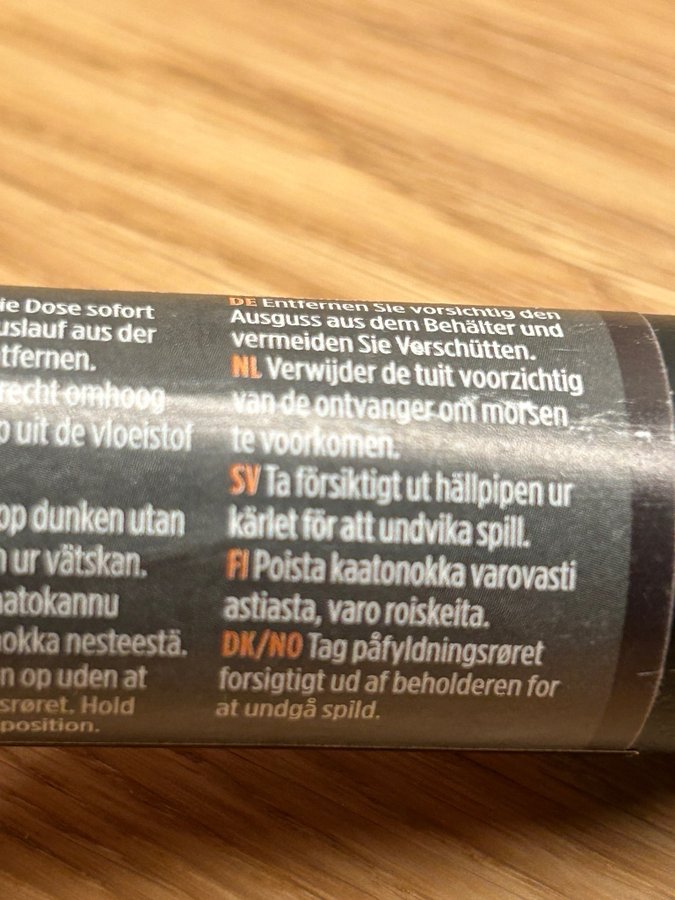 ie Dose sofort
uslauf aus der
tfernen.
recht omhoog
p uit de vloeistof
op dunken utan
n ur vätskan.
natokannu
nokka nesteestä.
n op uden at
srøret. Hold
position.
DE Entfernen Sie vorsichtig den
Ausguss aus dem Behälter und
vermeiden Sie Verschütten.
NL Verwijder de tuit voorzichtig
van de ontvanger om morsen
te voorkomen.
SV Ta försiktigt ut hällpipen ur
kärlet för att undvika spill.
FI Poista kaatonokka varovasti
astiasta, varo roiskeita.
DK/NO Tag påfyldningsrøret
forsigtigt ud af beholderen for
at undgå spild.